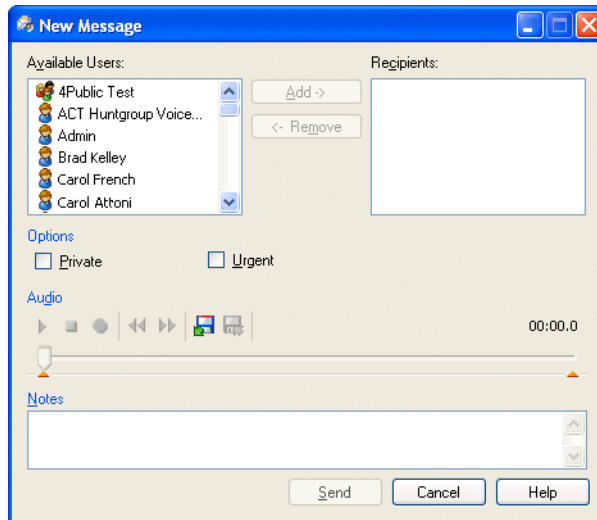 New Message
Available Users:
Recipients:
4Public Test
ACT Huntgroup Voice...
Admin
Brad Kelley
Carol French
Carol Attoni
Add ->
<- Remove
Options
Private
Urgent
Audio
00:00.0
Notes
Send
Cancel
Help